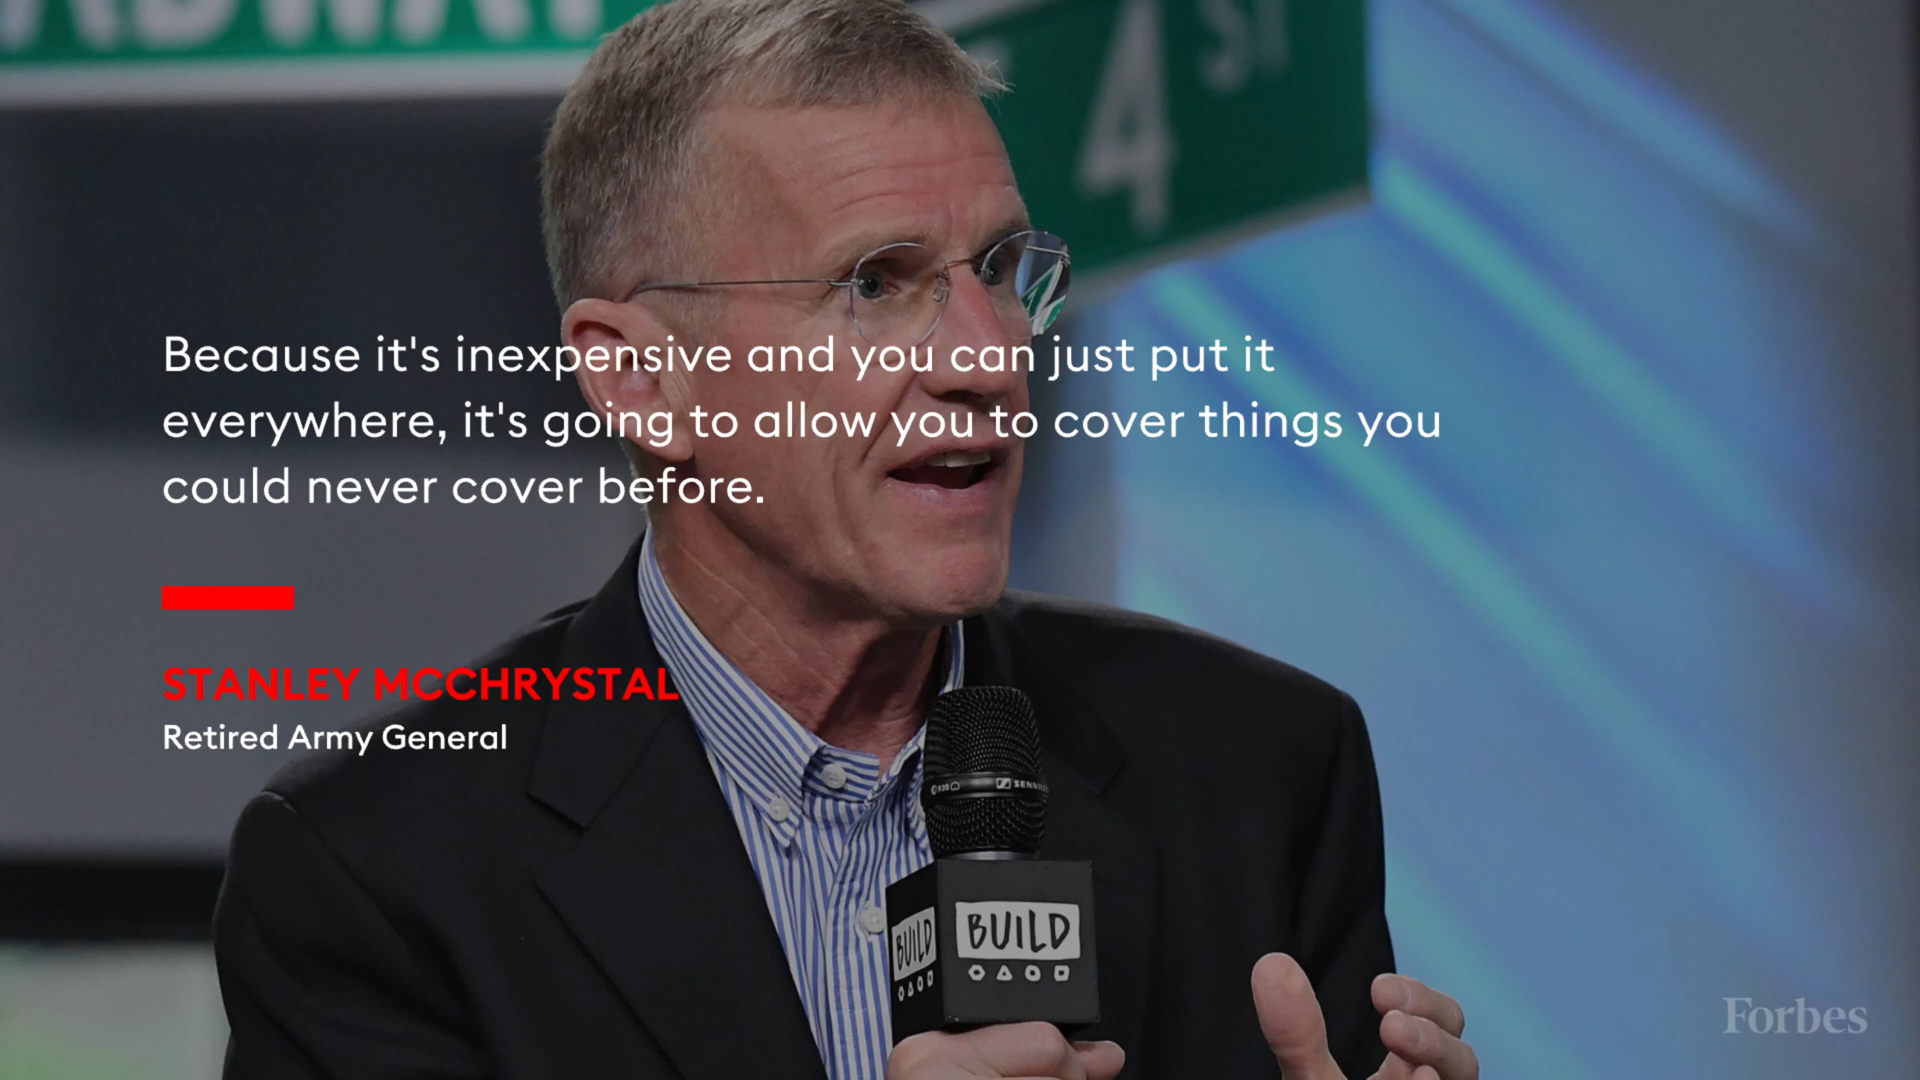 4 ST
Because it's inexpensive and you can just put it
everywhere, it's going to allow you to cover things you
could never cover before.
STANLEY MCCHRYSTAL
Retired Army General
BUILD
BUILD
Forbes